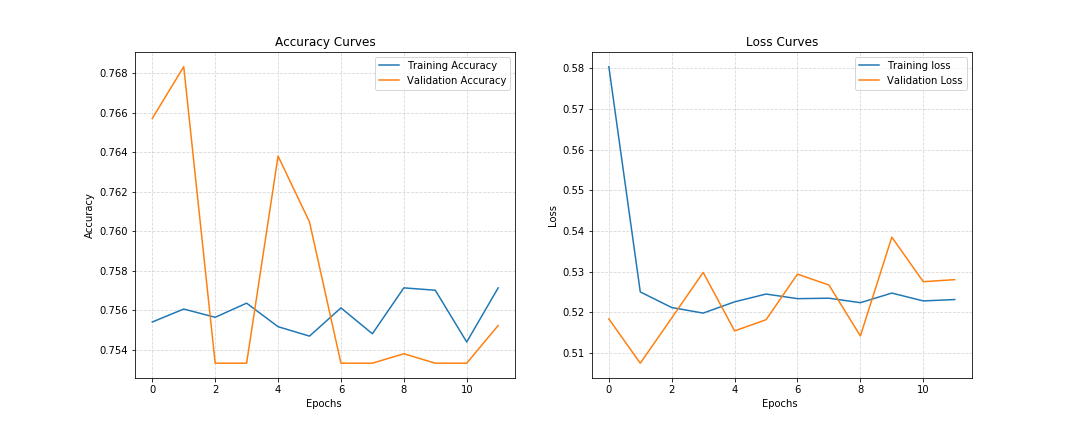 Accuracy Curves
Training Accuracy
Validation Accuracy
0.768
0.766
0.764
0.762
0.760
0.758
0.756
0.754
Accuracy
0 2 4 6 8 10
Epochs
Loss Curves
Training loss
Validation Loss
0.58
0.57
0.56
0.55
0.54
0.53
0.52
0.51
Loss
0 2 4 6 8 10
Epochs